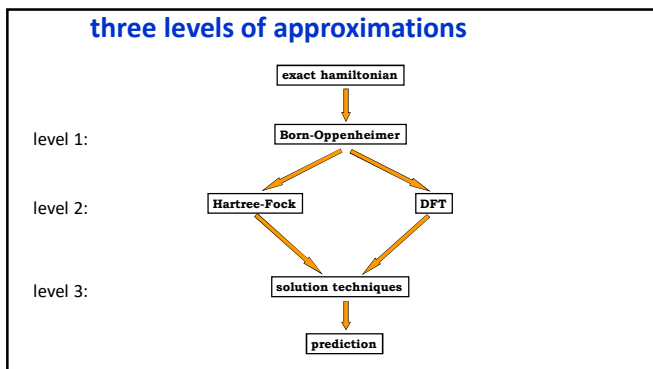 three levels of approximations
exact hamiltonian
level 1:
Born-Oppenheimer
level 2:
Hartree-Fock
DFT
level 3:
solution techniques
prediction